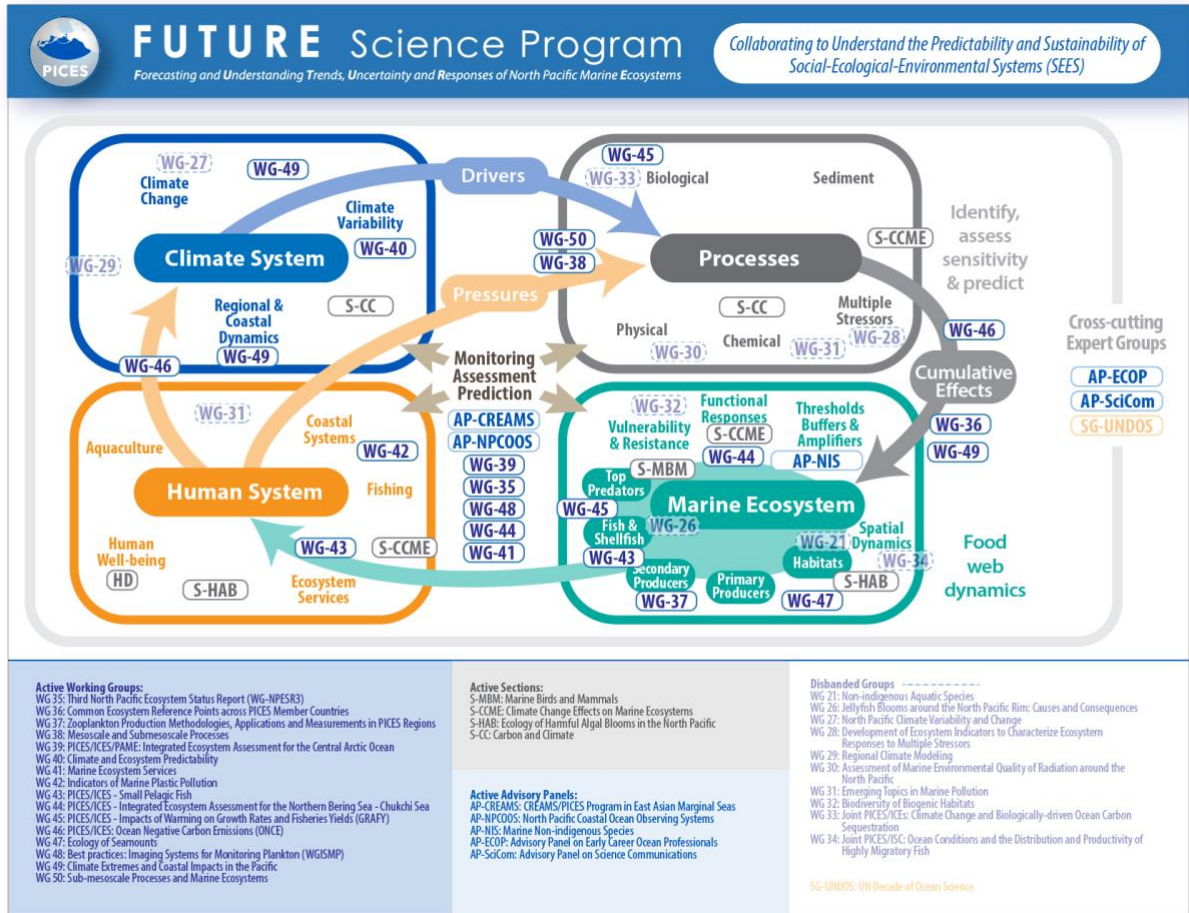 PICES
FUTURE Science Program
Forecasting and Understanding Trends, Uncertainty and Responses of North Pacific Marine Ecosystems
Collaborating to Understand the Predictability and Sustainability of
Social-Ecological-Environmental Systems (SEES)
WG-27
WG-49
Climate
Change
Climate
Variability
WG-40
WG-29
Climate System
Regional &
Coastal
Dynamics
WG-49
S-CC
Drivers
Pressures
WG-50
WG-38
WG-45
WG-33
Biological
Sediment
S-CCME
Processes
S-CC
Physical
WG-30
Chemical
WG-31
Multiple
Stressors
WG-28
Identify,
assess
sensitivity
& predict
WG-46
Cumulative
Effects
WG-36
WG-49
Cross-cutting
Expert Groups
AP-ECOP
AP-SciCom
SG-UNDOS
WG-46
WG-31
Aquaculture
Coastal
Systems
WG-42
Human System
Fishing
Human
Well-being
HD
WG-43
S-CCME
S-HAB
Ecosystem
Services
Monitoring
Assessment
Prediction
AP-CREAMS
AP-NPCOOS
WG-39
WG-35
WG-48
WG-44
WG-41
WG-32
Vulnerability
& Resistance
Functional
Responses
S-CCME
WG-44
Thresholds
Buffers &
Amplifiers
AP-NIS
S-MBM
Top
Predators
WG-45
Marine Ecosystem
Fish &
Shellfish
WG-26
WG-43
WG-21
Spatial
Dynamics
WG-34
Habitats
S-HAB
Secondary
Producers
WG-37
Primary
Producers
WG-47
Food
web
dynamics
Active Working Groups:
WG 35: Third North Pacific Ecosystem Status Report (WG-NPESR3)
WG 36: Common Ecosystem Reference Points across PICES Member Countries
WG 37: Zooplankton Production Methodologies, Applications and Measurements in PICES Regions
WG 38: Mesoscale and Submesoscale Processes
WG 39: PICES/ICES/PAME: Integrated Ecosystem Assessment for the Central Arctic Ocean
WG 40: Climate and Ecosystem Predictability
WG 41: Marine Ecosystem Services
WG 42: Indicators of Marine Plastic Pollution
WG 43: PICES/ICES - Small Pelagic Fish
WG 44: PICES/ICES - Integrated Ecosystem Assessment for the Northern Bering Sea - Chukchi Sea
WG 45: PICES/ICES - Impacts of Warming on Growth Rates and Fisheries Yields (GRAFY)
WG 46: PICES/ICES: Ocean Negative Carbon Emissions (ONCE)
WG 47: Ecology of Seamounts
WG 48: Best practices: Imaging Systems for Monitoring Plankton (WGISMP)
WG 49: Climate Extremes and Coastal Impacts in the Pacific
WG 50: Sub-mesoscale Processes and Marine Ecosystems
Active Sections:
S-MBM: Marine Birds and Mammals
S-CCME: Climate Change Effects on Marine Ecosystems
S-HAB: Ecology of Harmful Algal Blooms in the North Pacific
S-CC: Carbon and Climate
Active Advisory Panels:
AP-CREAMS: CREAMS/PICES Program in East Asian Marginal Seas
AP-NPCOOS: North Pacific Coastal Ocean Observing Systems
AP-NIS: Marine Non-indigenous Species
AP-ECOP: Advisory Panel on Early Career Ocean Professionals
AP-SciCom: Advisory Panel on Science Communications
Disbanded Groups
WG 21: Non-indigenous Aquatic Species
WG 26: Jellyfish Blooms around the North Pacific Rim: Causes and Consequences
WG 27: North Pacific Climate Variability and Change
WG 28: Development of Ecosystem Indicators to Characterize Ecosystem
Responses to Multiple Stressors
WG 29: Regional Climate Modeling
WG 30: Assessment of Marine Environmental Quality of Radiation around the
North Pacific
WG 31: Emerging Topics in Marine Pollution
WG 32: Biodiversity of Biogenic Habitats
WG 33: Joint PICES/ICEs: Climate Change and Biologically-driven Ocean Carbon
Sequestration
WG 34: Joint PICES/ISC: Ocean Conditions and the Distribution and Productivity of
Highly Migratory Fish
SG-UNDOS: UN Decade of Ocean Science